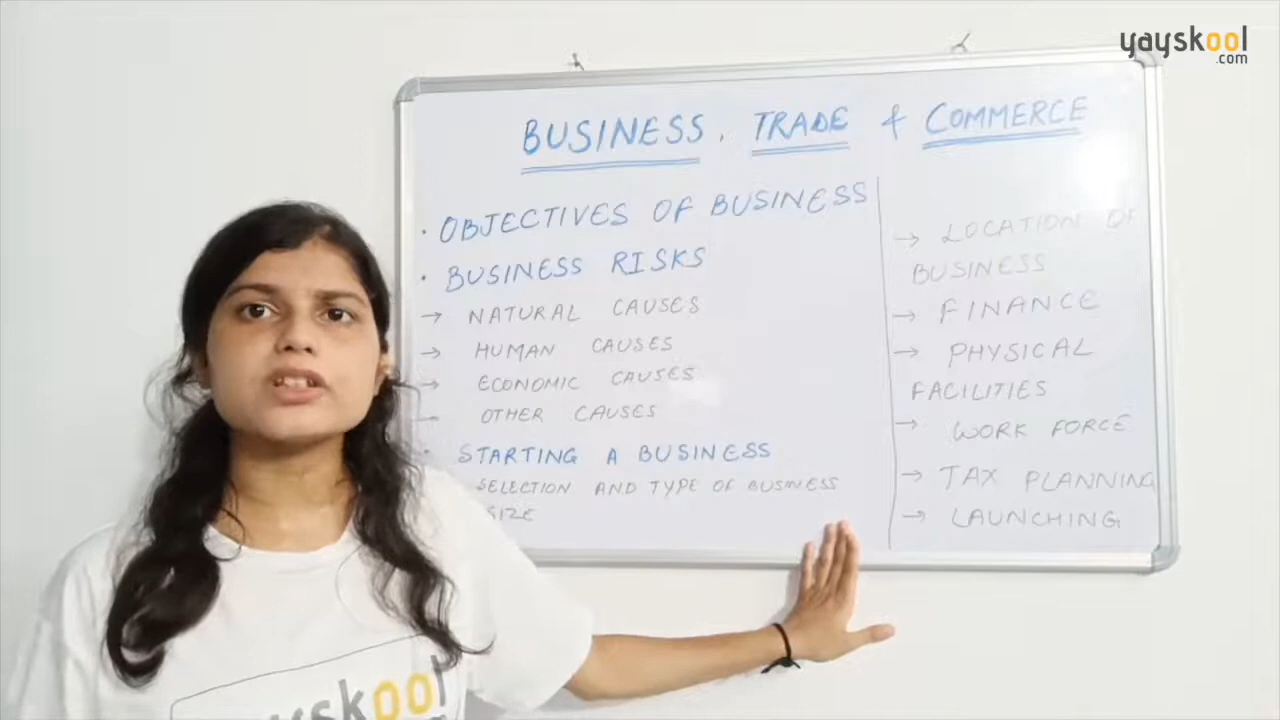 yayskool
.com
BUSINESS, TRADE & COMMERCE
• OBJECTIVES OF BUSINESS
• BUSINESS RISKS
→ NATURAL CAUSES
→ HUMAN CAUSES
→ ECONOMIC CAUSES
→ OTHER CAUSES
• STARTING A BUSINESS
SELECTION AND TYPE OF BUSINESS
SIZE
→ LOCATION OF
BUSINESS
→ FINANCE
→ PHYSICAL
FACILITIES
→ WORK FORCE
→ TAX PLANNING
→ LAUNCHING
yayskool